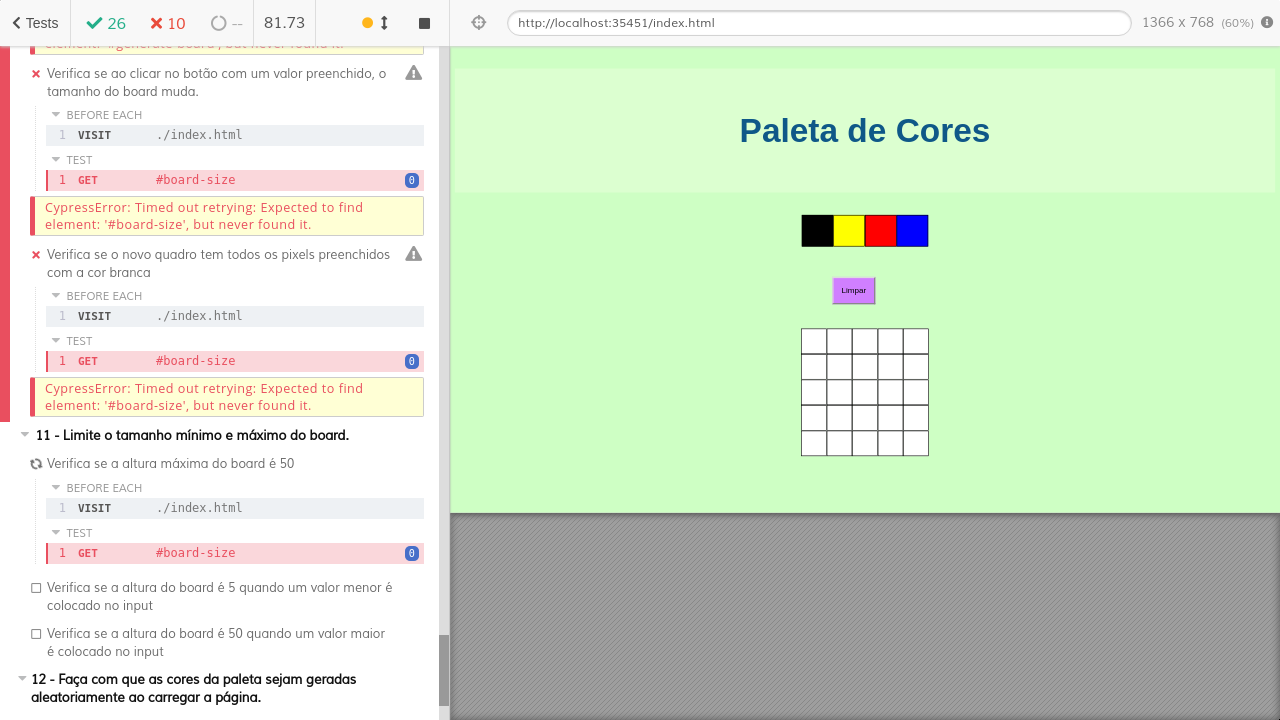 Tests 26 10 -- 81.73
http://localhost:35451/index.html 1366 x 768 (60%)
element: '#generate-board', but never found it.
Verifica se ao clicar no botão com um valor preenchido, o
tamanho do board muda.
BEFORE EACH
1 VISIT ./index.html
TEST
1 GET #board-size 0
CypressError: Timed out retrying: Expected to find
element: '#board-size', but never found it.
Verifica se o novo quadro tem todos os pixels preenchidos
com a cor branca
BEFORE EACH
1 VISIT ./index.html
TEST
1 GET #board-size 0
CypressError: Timed out retrying: Expected to find
element: '#board-size', but never found it.
11 - Limite o tamanho mínimo e máximo do board.
Verifica se a altura máxima do board é 50
BEFORE EACH
1 VISIT ./index.html
TEST
1 GET #board-size 0
Verifica se a altura do board é 5 quando um valor menor é
colocado no input
Verifica se a altura do board é 50 quando um valor maior
é colocado no input
12 - Faça com que as cores da paleta sejam geradas
aleatoriamente ao carregar a página.
Paleta de Cores
Limpar